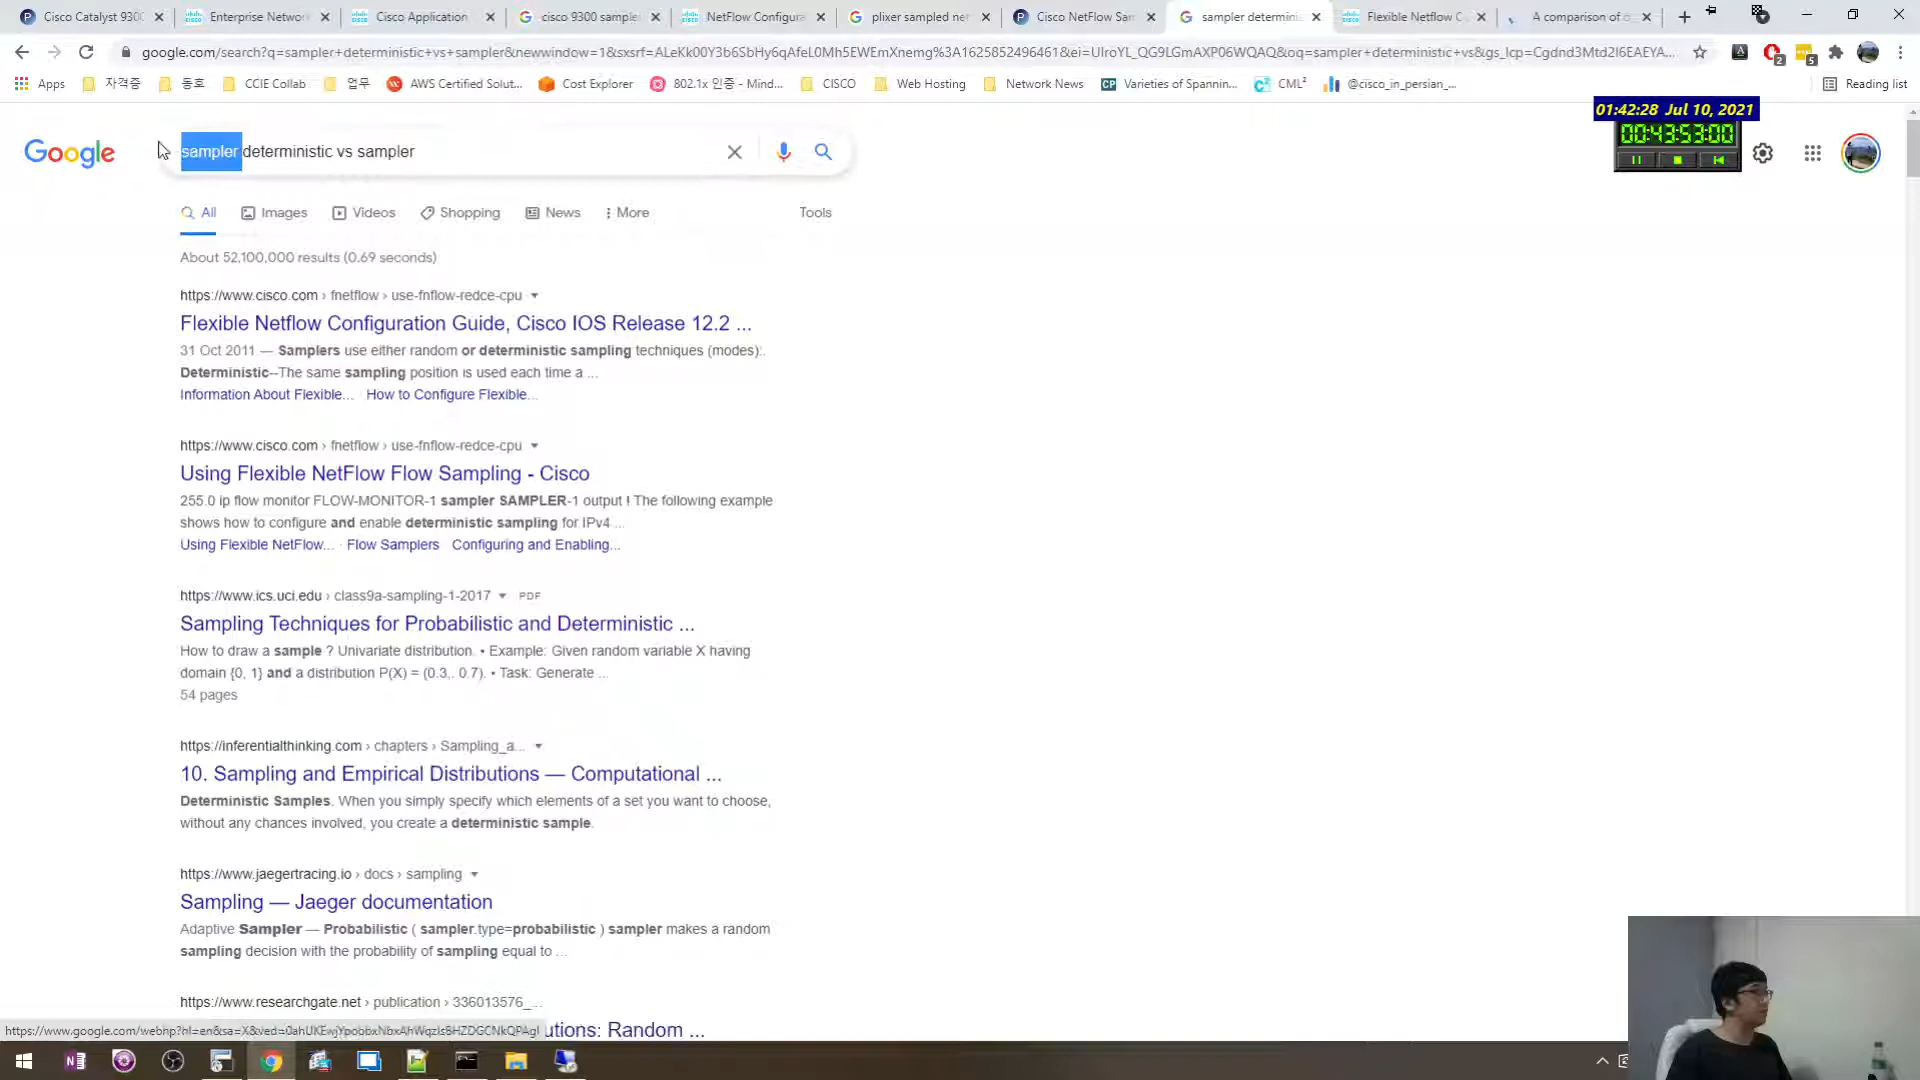 Cisco Catalyst 930
Enterprise Netwo
Cisco Application
cisco 9300 sample
NetFlow Configura
plixer sampled ne
Cisco NetFlow Sam
sampler determini
Flexible Netflow C
A comparison of
google.com/search?q=sampler+deterministic+vs+sampler&newwindow=1&sxsrf=ALeKk00Y3b6SbHy6qAfeL0Mh5EWEmXnemg%3A1625852496461&ei=UIroYL_QG9LGmAXP06WQAQ&oq=sampler+deterministic+vs&gs_lcp=Cgdnd3Mtd2l6EAEYA...
Apps
자격증
동호
CCIE Collab
업무
AWS Certified Solut...
Cost Explorer
802.1x 인증 - Mind...
CISCO
Web Hosting
Network News
Varieties of Spannin...
CML²
@cisco_in_persian_...
Reading list
01:42:28 Jul 10, 2021
00:43:53:00
Google
sampler deterministic vs sampler
All
Images
Videos
Shopping
News
More
Tools
About 52,100,000 results (0.69 seconds)
https://www.cisco.com › fnetflow › use-fnflow-redce-cpu
Flexible Netflow Configuration Guide, Cisco IOS Release 12.2 ...
31 Oct 2011 — Samplers use either random or deterministic sampling techniques (modes):.
Deterministic--The same sampling position is used each time a ...
Information About Flexible... · How to Configure Flexible...
https://www.cisco.com › fnetflow › use-fnflow-redce-cpu
Using Flexible NetFlow Flow Sampling - Cisco
255.0 ip flow monitor FLOW-MONITOR-1 sampler SAMPLER-1 output ! The following example
shows how to configure and enable deterministic sampling for IPv4 ...
Using Flexible NetFlow... · Flow Samplers · Configuring and Enabling...
https://www.ics.uci.edu › class9a-sampling-1-2017 PDF
Sampling Techniques for Probabilistic and Deterministic ...
How to draw a sample ? Univariate distribution. • Example: Given random variable X having
domain {0, 1} and a distribution P(X) = (0.3,. 0.7). • Task: Generate ...
54 pages
https://inferentialthinking.com › chapters › Sampling_a...
10. Sampling and Empirical Distributions — Computational ...
Deterministic Samples. When you simply specify which elements of a set you want to choose,
without any chances involved, you create a deterministic sample.
https://www.jaegertracing.io › docs › sampling
Sampling — Jaeger documentation
Adaptive Sampler — Probabilistic ( sampler.type=probabilistic ) sampler makes a random
sampling decision with the probability of sampling equal to ...
https://www.researchgate.net › publication › 336013576_...
utions: Random ...